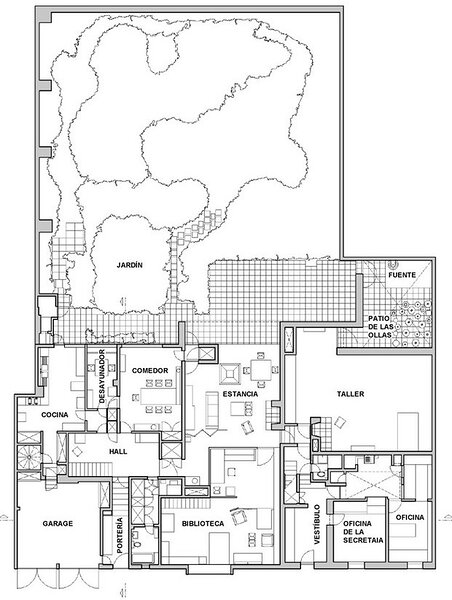 JARDÍN
FUENTE
PATIO
DE LAS
OLLAS
DESAYUNADOR
COMEDOR
ESTANCIA
TALLER
COCINA
HALL
GARAGE
PORTERÍA
BIBLIOTECA
VESTÍBULO
OFICINA
DE LA
SECRETAIA
OFICINA